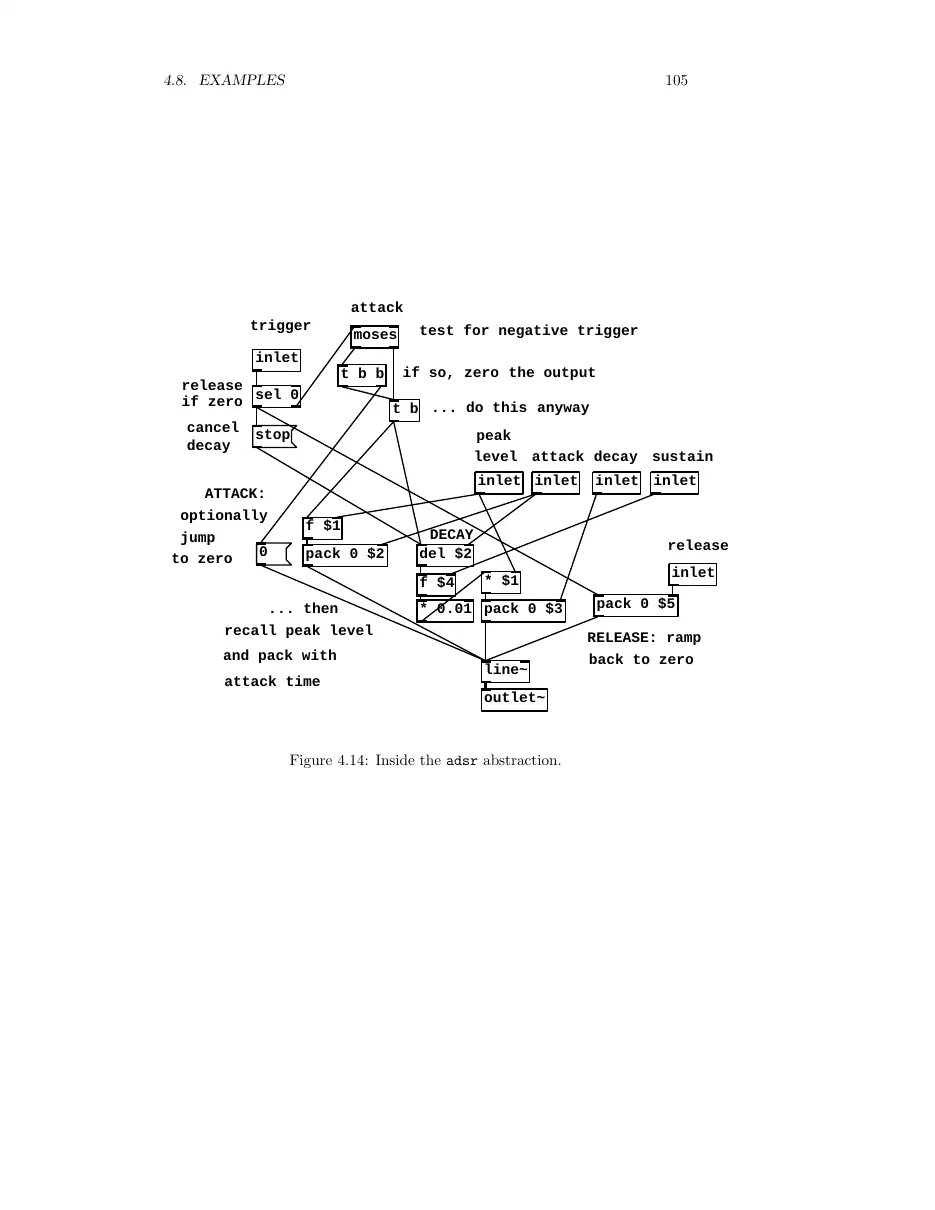 4.8. EXAMPLES 105
attack
trigger
moses test for negative trigger
inlet
t b b if so, zero the output
release
if zero
sel 0
t b ... do this anyway
cancel
decay
stop
peak
level attack decay sustain
inlet inlet inlet inlet
ATTACK:
optionally
jump
to zero
0
f $1
pack 0 $2
DECAY
del $2
release
inlet
f $4 * $1
* 0.01 pack 0 $3 pack 0 $5
... then
recall peak level
and pack with
attack time
RELEASE: ramp
back to zero
line~
outlet~
Figure 4.14: Inside the adsr abstraction.